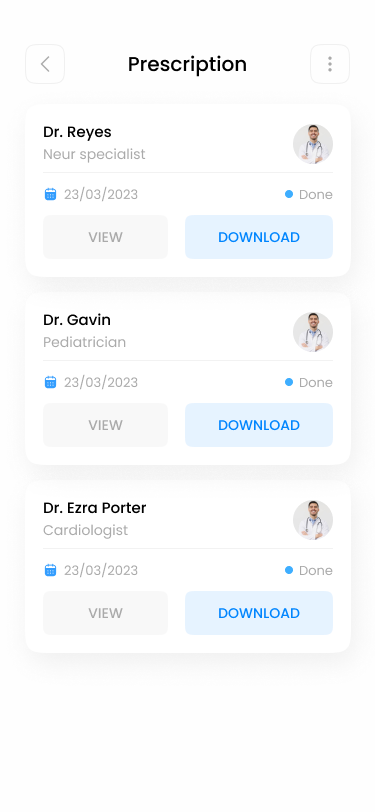 Prescription
Dr. Reyes
Neur specialist
23/03/2023 Done
VIEW DOWNLOAD
Dr. Gavin
Pediatrician
23/03/2023 Done
VIEW DOWNLOAD
Dr. Ezra Porter
Cardiologist
23/03/2023 Done
VIEW DOWNLOAD